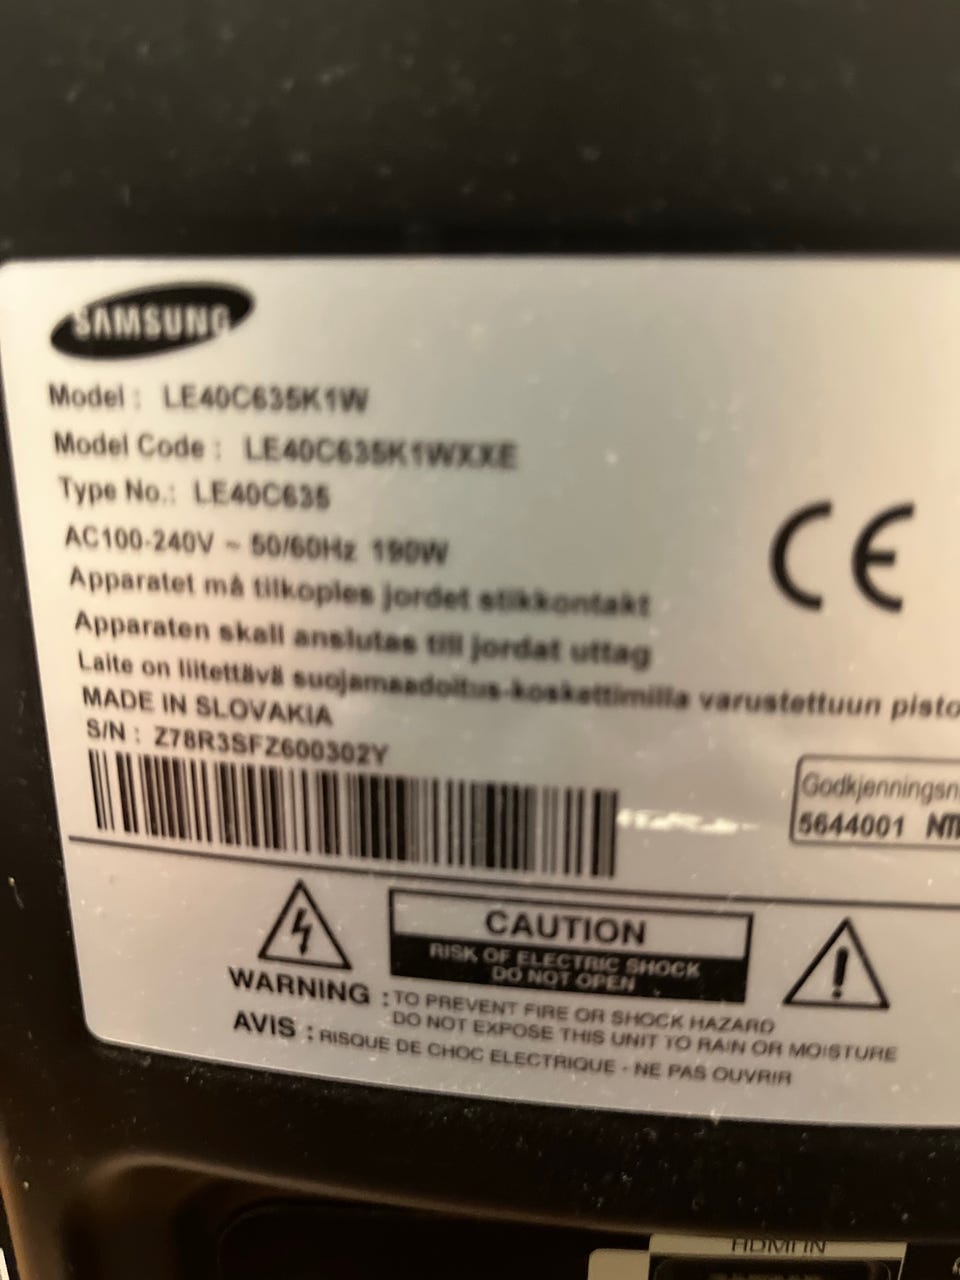 SAMSUNG
Model : LE40C635K1W
Model Code : LE40C635K1WXXE
Type No.: LE40C635
AC100-240V ~ 50/60Hz 190W
Apparatet må tilkoples jordet stikkontakt
Apparaten skall anslutas till jordat uttag
Laite on liitettävä suojamaadoitus-koskettimilla varustettuun pisto
MADE IN SLOVAKIA
S/N : Z78R3SFZ600302Y
CE
Godkjenningsn
5644001
CAUTION
RISK OF ELECTRIC SHOCK
DO NOT OPEN
WARNING : TO PREVENT FIRE OR SHOCK HAZARD
DO NOT EXPOSE THIS UNIT TO RAIN OR MOISTURE
AVIS : RISQUE DE CHOC ELECTRIQUE - NE PAS OUVRIR
HDMI IN